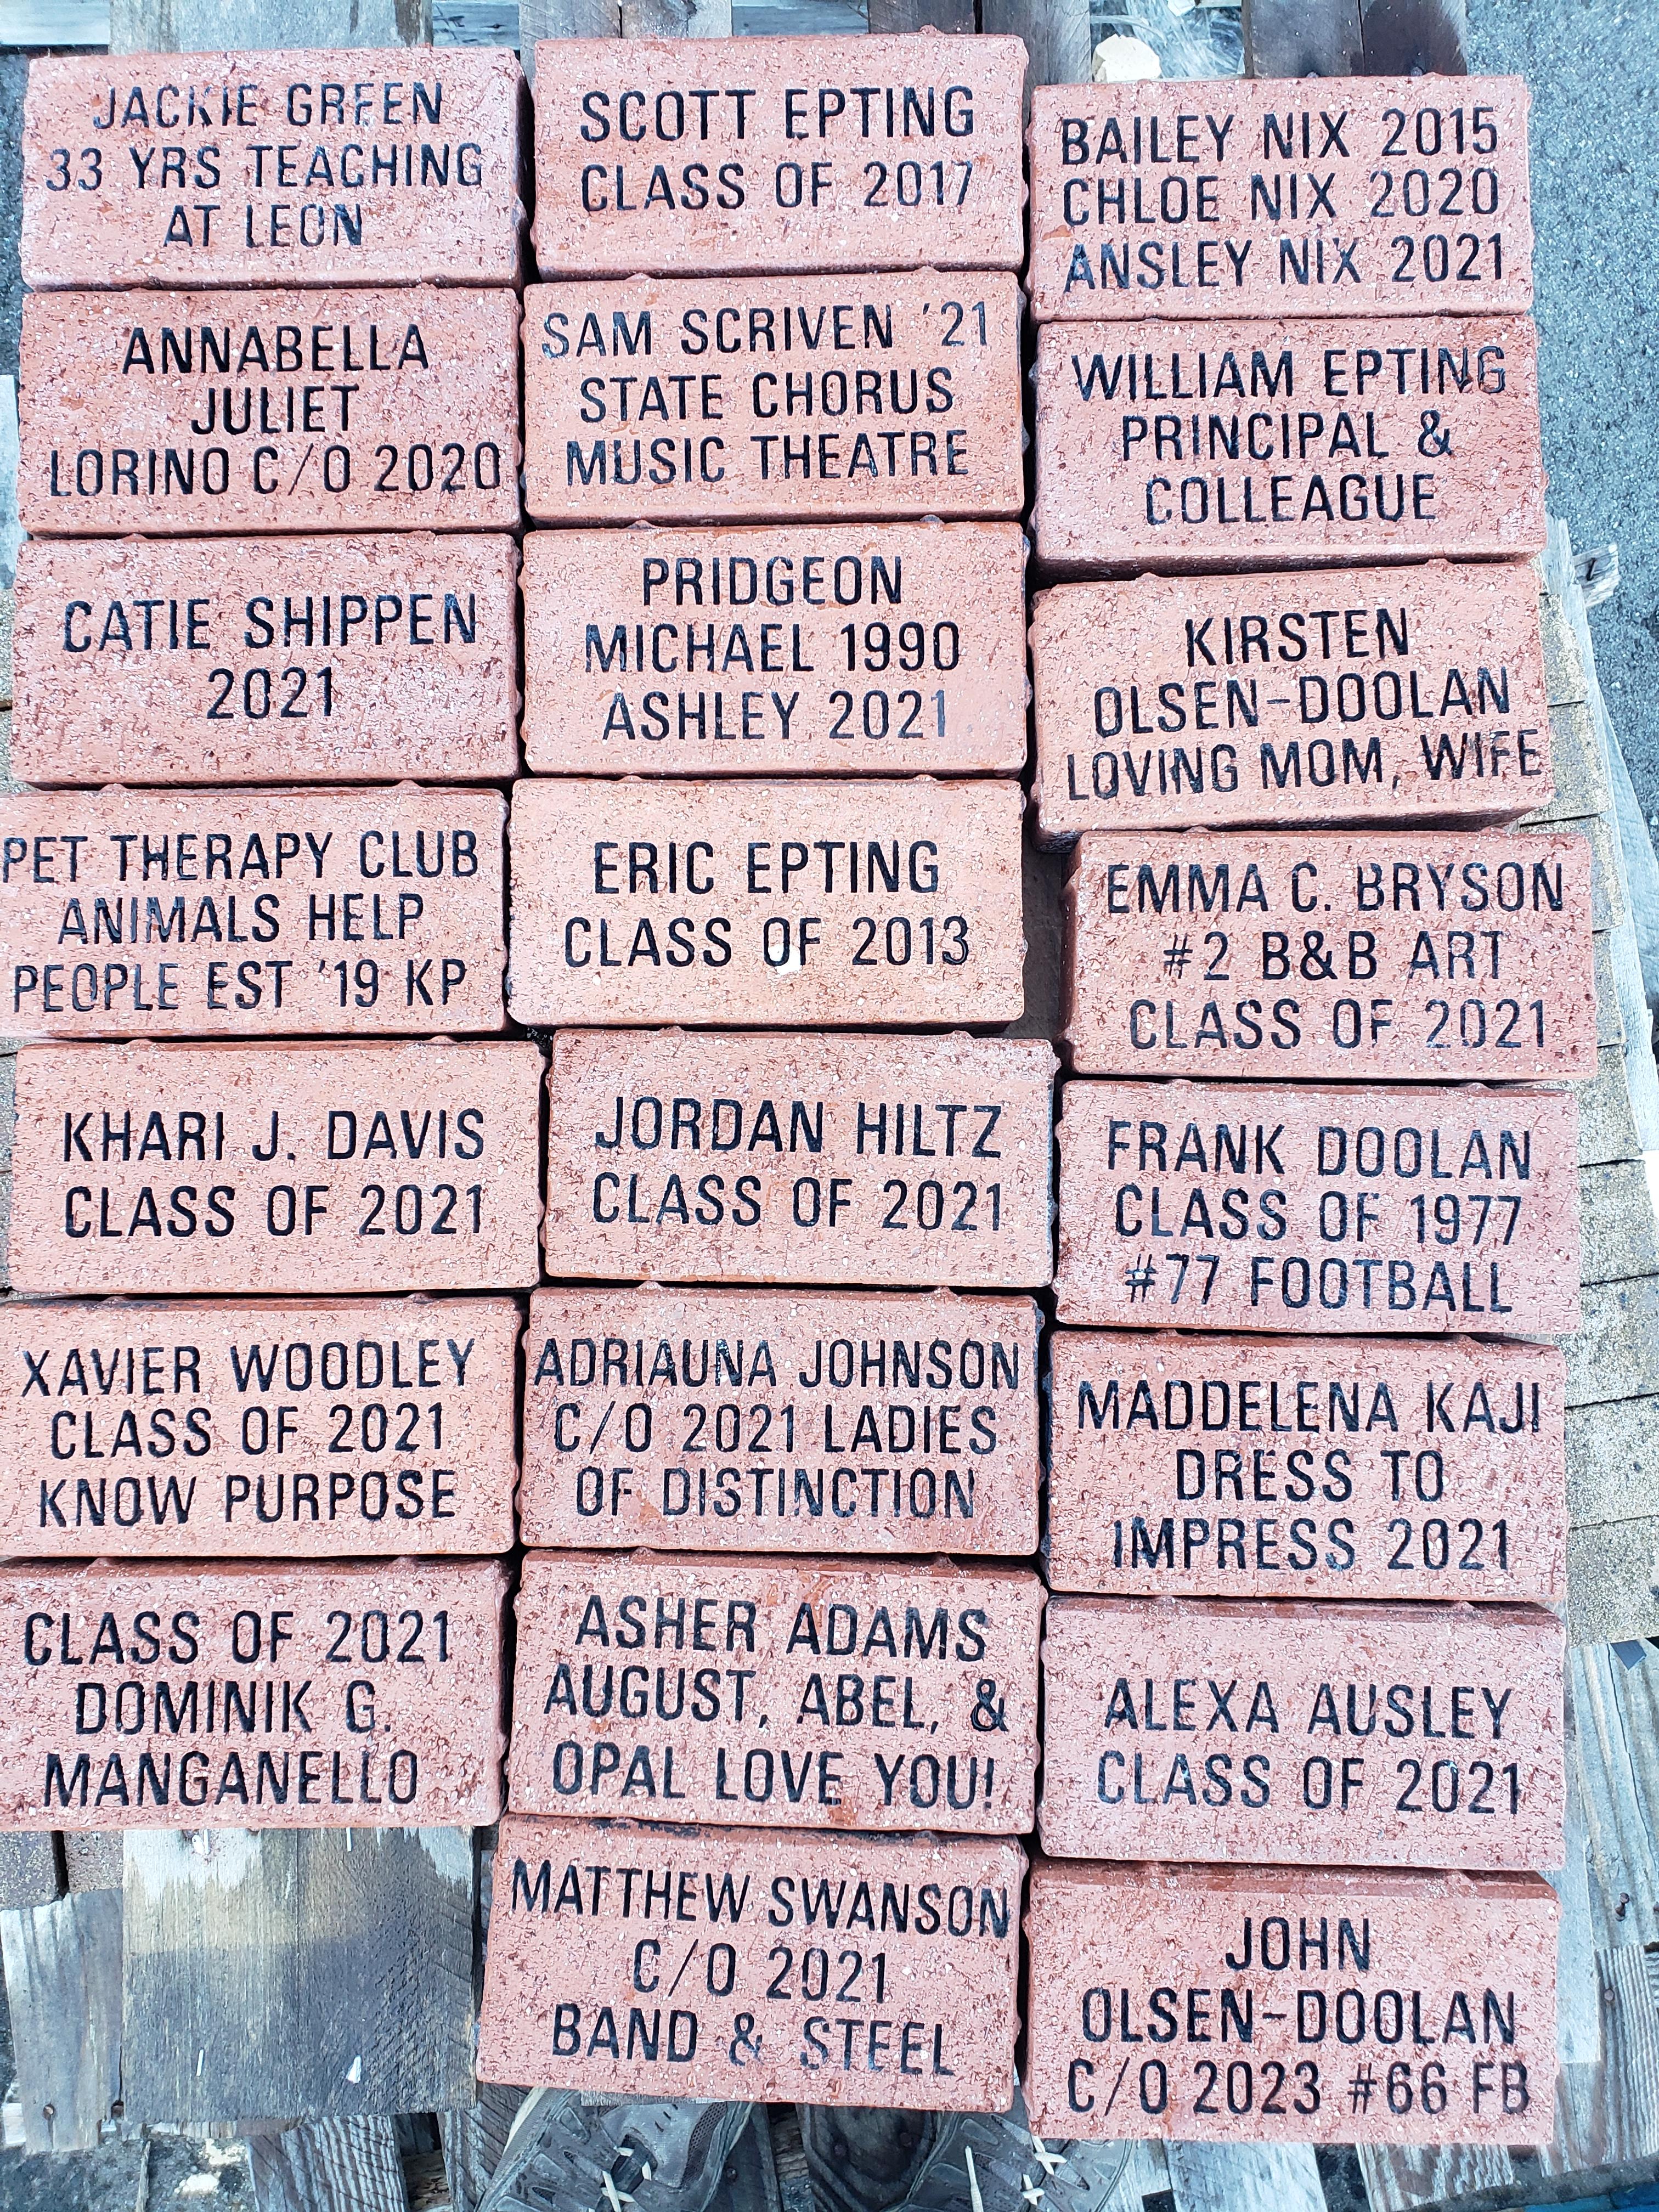 JACKIE GREEN
33 YRS TEACHING
AT LEON
ANNABELLA
JULIET
LORINO C/O 2020
CATIE SHIPPEN
2021
PET THERAPY CLUB
ANIMALS HELP
PEOPLE EST '19 KP
KHARI J. DAVIS
CLASS OF 2021
XAVIER WOODLEY
CLASS OF 2021
KNOW PURPOSE
CLASS OF 2021
DOMINIK G.
MANGANELLO
SCOTT EPTING
CLASS OF 2017
SAM SCRIVEN '21
STATE CHORUS
MUSIC THEATRE
PRIDGEON
MICHAEL 1990
ASHLEY 2021
ERIC EPTING
CLASS OF 2013
JORDAN HILTZ
CLASS OF 2021
ADRIAUNA JOHNSON
C/O 2021 LADIES
OF DISTINCTION
ASHER ADAMS
AUGUST, ABEL, &
OPAL LOVE YOU!
MATTHEW SWANSON
C/O 2021
BAND & STEEL
BAILEY NIX 2015
CHLOE NIX 2020
ANSLEY NIX 2021
WILLIAM EPTING
PRINCIPAL &
COLLEAGUE
KIRSTEN
OLSEN-DOOLAN
LOVING MOM, WIFE
EMMA C. BRYSON
#2 B&B ART
CLASS OF 2021
FRANK DOOLAN
CLASS OF 1977
#77 FOOTBALL
MADDELENA KAJI
DRESS TO
IMPRESS 2021
ALEXA AUSLEY
CLASS OF 2021
JOHN
OLSEN-DOOLAN
C/O 2023 #66 FB